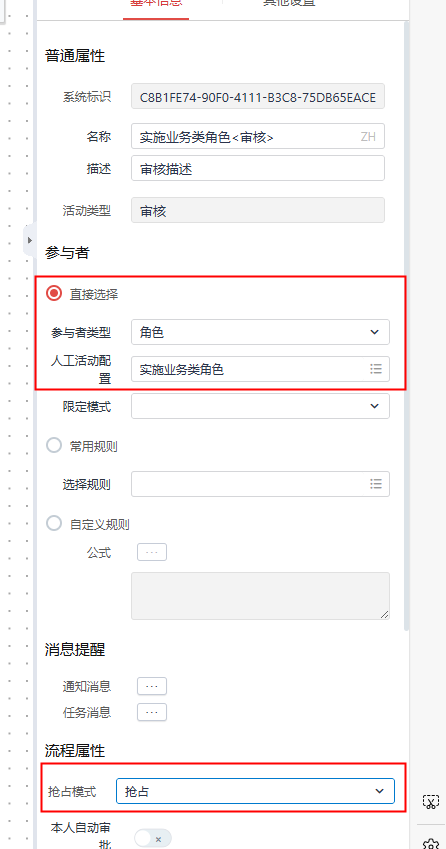 基本信息 其他设置
普通属性
系统标识 C8B1FE74-90F0-4111-B3C8-75DB65EACE
名称 实施业务类角色<审核> ZH
描述 审核描述
活动类型 审核
参与者
直接选择
参与者类型 角色
人工活动配
置 实施业务类角色
限定模式
常用规则
选择规则
自定义规则
公式 ...
消息提醒
通知消息 ...
任务消息 ...
流程属性
抢占模式 抢占
本人自动审
批